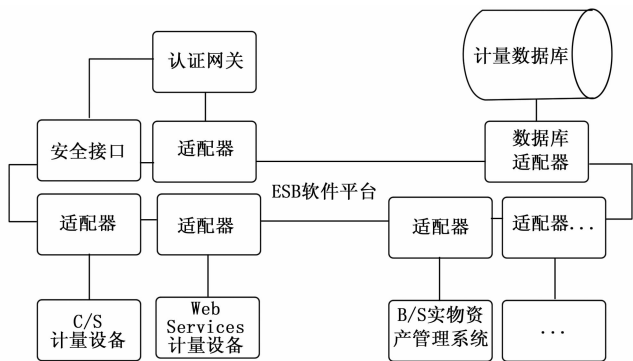 认证网关
计量数据库
安全接口
适配器
数据库
适配器
ESB软件平台
适配器
适配器
适配器
适配器...
C/S
计量设备
Web
Services
计量设备
B/S实物资
产管理系统
...